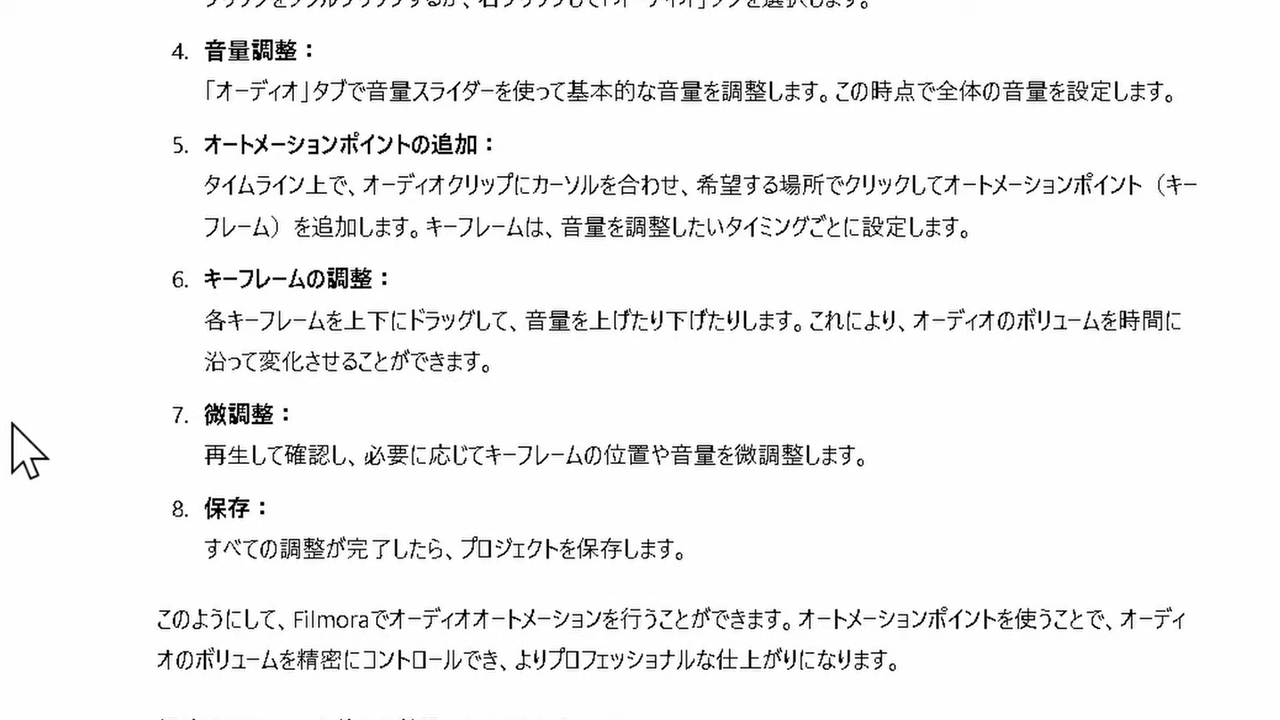 4. 音量調整：
「オーディオ」タブで音量スライダーを使って基本的な音量を調整します。この時点で全体の音量を設定します。
5. オートメーションポイントの追加：
タイムライン上で、オーディオクリップにカーソルを合わせ、希望する場所でクリックしてオートメーションポイント（キー
フレーム）を追加します。キーフレームは、音量を調整したいタイミングごとに設定します。
6. キーフレームの調整：
各キーフレームを上下にドラッグして、音量を上げたり下げたりします。これにより、オーディオのボリュームを時間に
沿って変化させることができます。
7. 微調整：
再生して確認し、必要に応じてキーフレームの位置や音量を微調整します。
8. 保存：
すべての調整が完了したら、プロジェクトを保存します。
このようにして、Filmoraでオーディオオートメーションを行うことができます。オートメーションポイントを使うことで、オーディ
オのボリュームを精密にコントロールでき、よりプロフェッショナルな仕上がりになります。